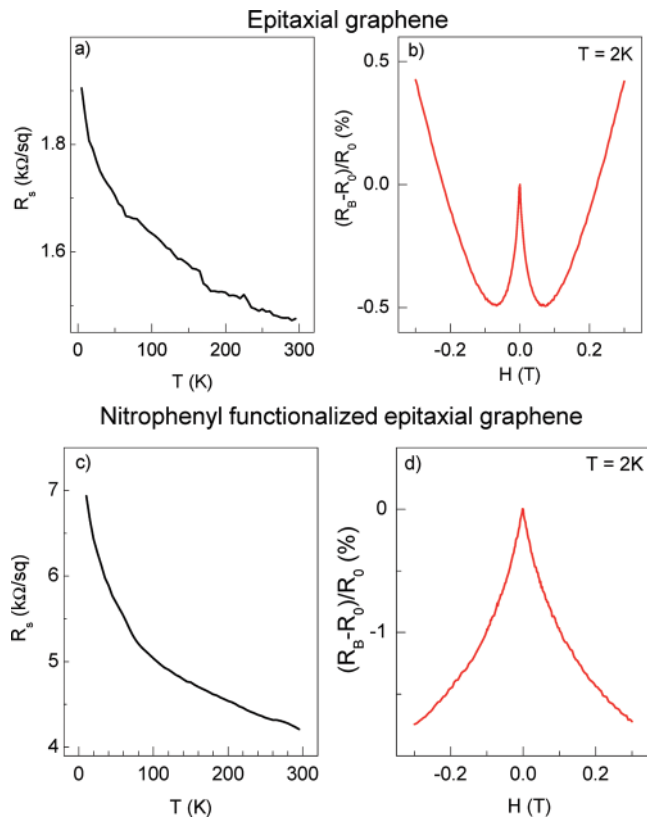 Epitaxial graphene
a)
R_s (kΩ/sq)
1.8
1.6
0
100
200
300
T (K)
b)
T = 2K
(R_B-R_0)/R_0 (%)
0.5
0.0
-0.5
-0.2
0.0
0.2
H (T)
Nitrophenyl functionalized epitaxial graphene
c)
R_s (kΩ/sq)
7
6
5
4
0
100
200
300
T (K)
d)
T = 2K
(R_B-R_0)/R_0 (%)
0
-1
-0.2
0.0
0.2
H (T)